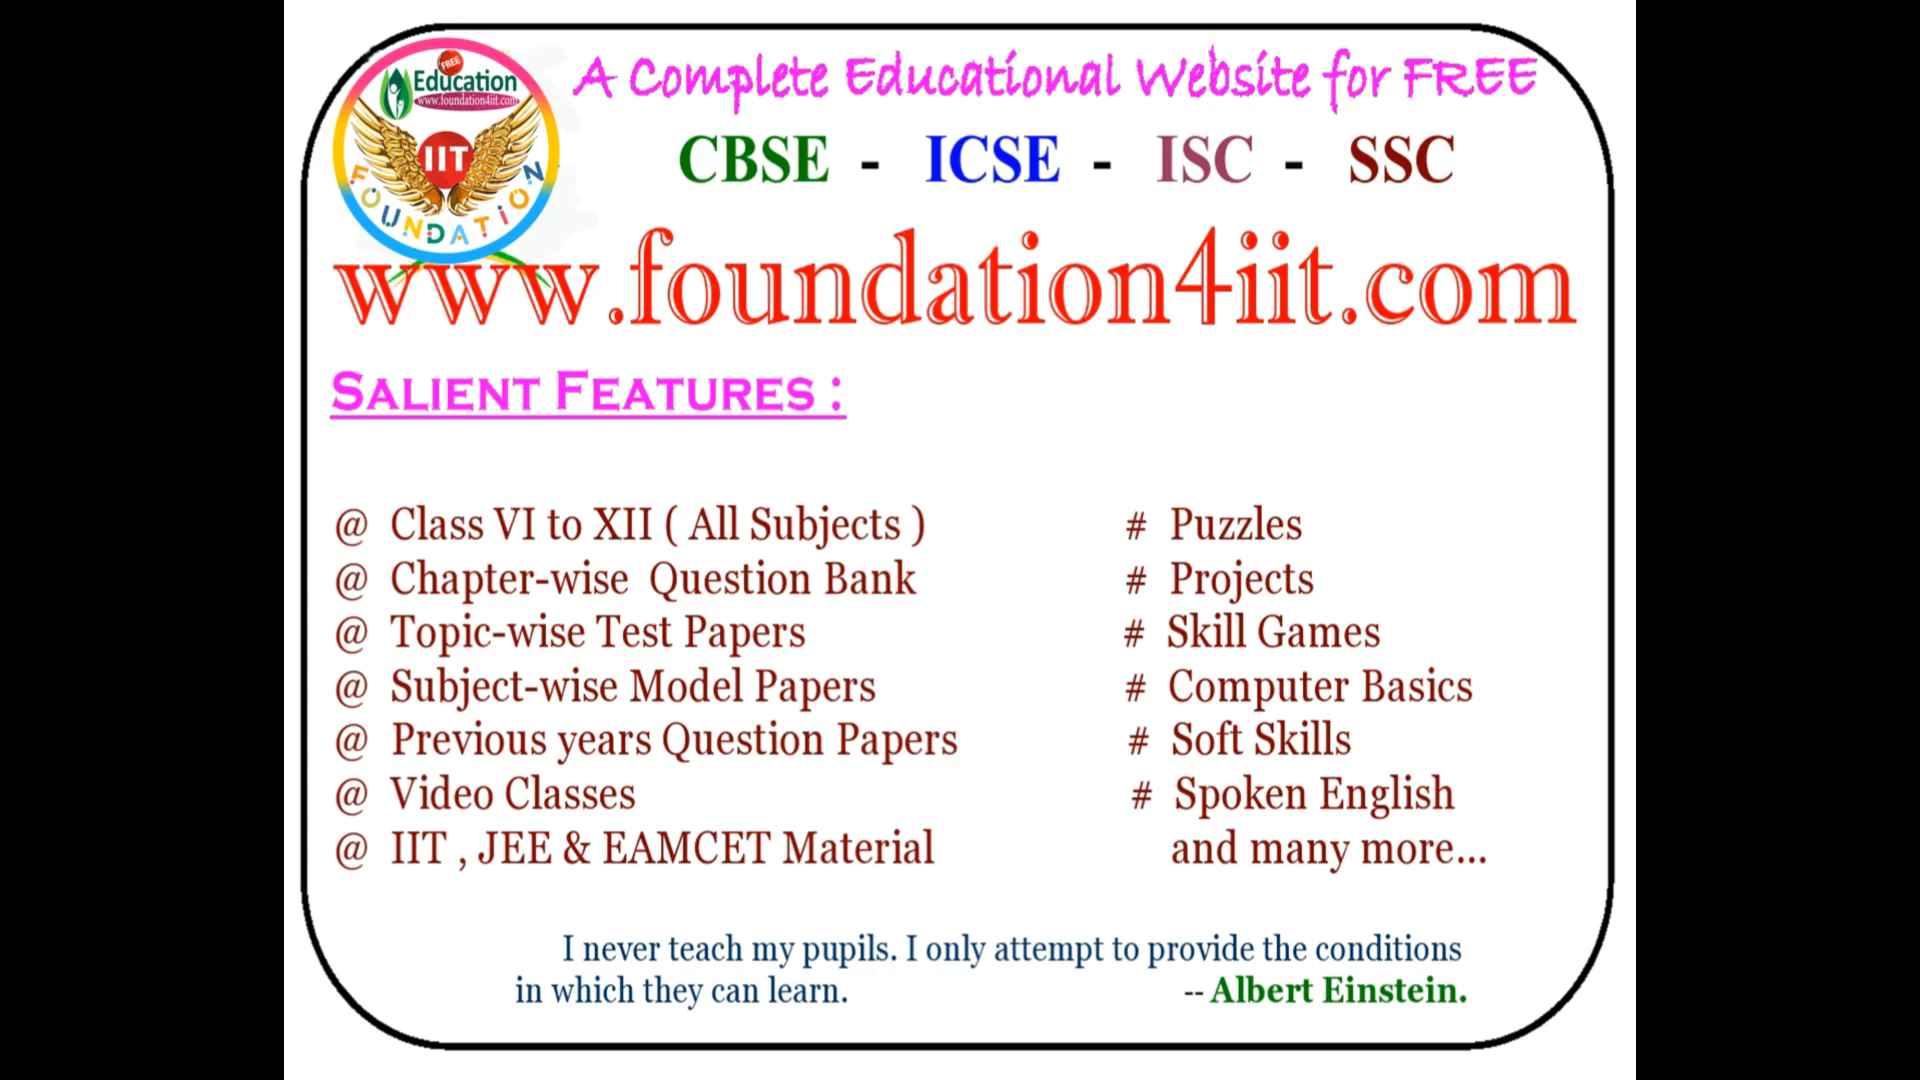 FREE
Education
www.foundation4iit.com
IIT
FOUNDATION
A Complete Educational Website for FREE
CBSE - ICSE - ISC - SSC
www.foundation4iit.com
SALIENT FEATURES :
@ Class VI to XII ( All Subjects )
@ Chapter-wise Question Bank
@ Topic-wise Test Papers
@ Subject-wise Model Papers
@ Previous years Question Papers
@ Video Classes
@ IIT , JEE & EAMCET Material
# Puzzles
# Projects
# Skill Games
# Computer Basics
# Soft Skills
# Spoken English
and many more...
I never teach my pupils. I only attempt to provide the conditions
in which they can learn. -- Albert Einstein.